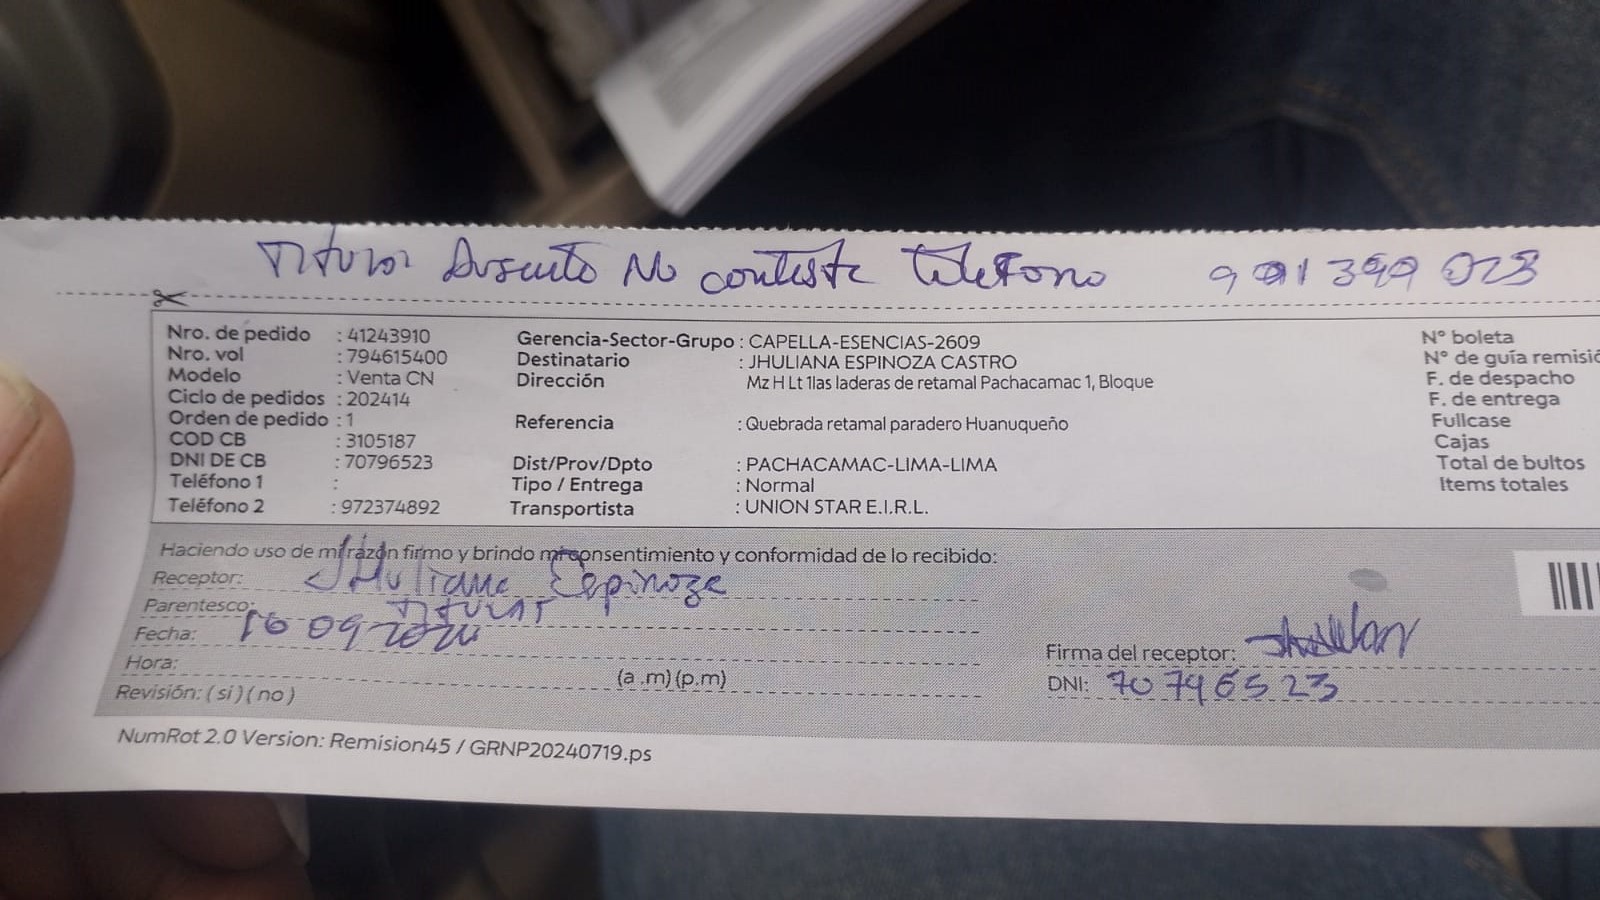 Titular Ausente No conteste Telefono 991399023
Nro. de pedido : 41243910 Gerencia-Sector-Grupo : CAPELLA-ESENCIAS-2609 N° boleta
Nro. vol : 794615400 Destinatario : JHULIANA ESPINOZA CASTRO N° de guía remisió
Modelo : Venta CN Dirección Mz H Lt 1las laderas de retamal Pachacamac 1, Bloque F. de despacho
Ciclo de pedidos : 202414 F. de entrega
Orden de pedido : 1 Referencia : Quebrada retamal paradero Huanuqueño Fullcase
COD CB : 3105187 Cajas
DNI DE CB : 70796523 Dist/Prov/Dpto : PACHACAMAC-LIMA-LIMA Total de bultos
Teléfono 1 : Tipo / Entrega : Normal Items totales
Teléfono 2 : 972374892 Transportista : UNION STAR E.I.R.L.
Haciendo uso de mi razón firmo y brindo mi consentimiento y conformidad de lo recibido:
Receptor: Jhuliana Espinoza
Parentesco: Titular
Fecha: 16 09 2024
Firma del receptor:
Hora: (a .m) (p.m)
DNI: 70796523
Revisión: ( si ) ( no )
NumRot 2.0 Version: Remision45 / GRNP20240719.ps